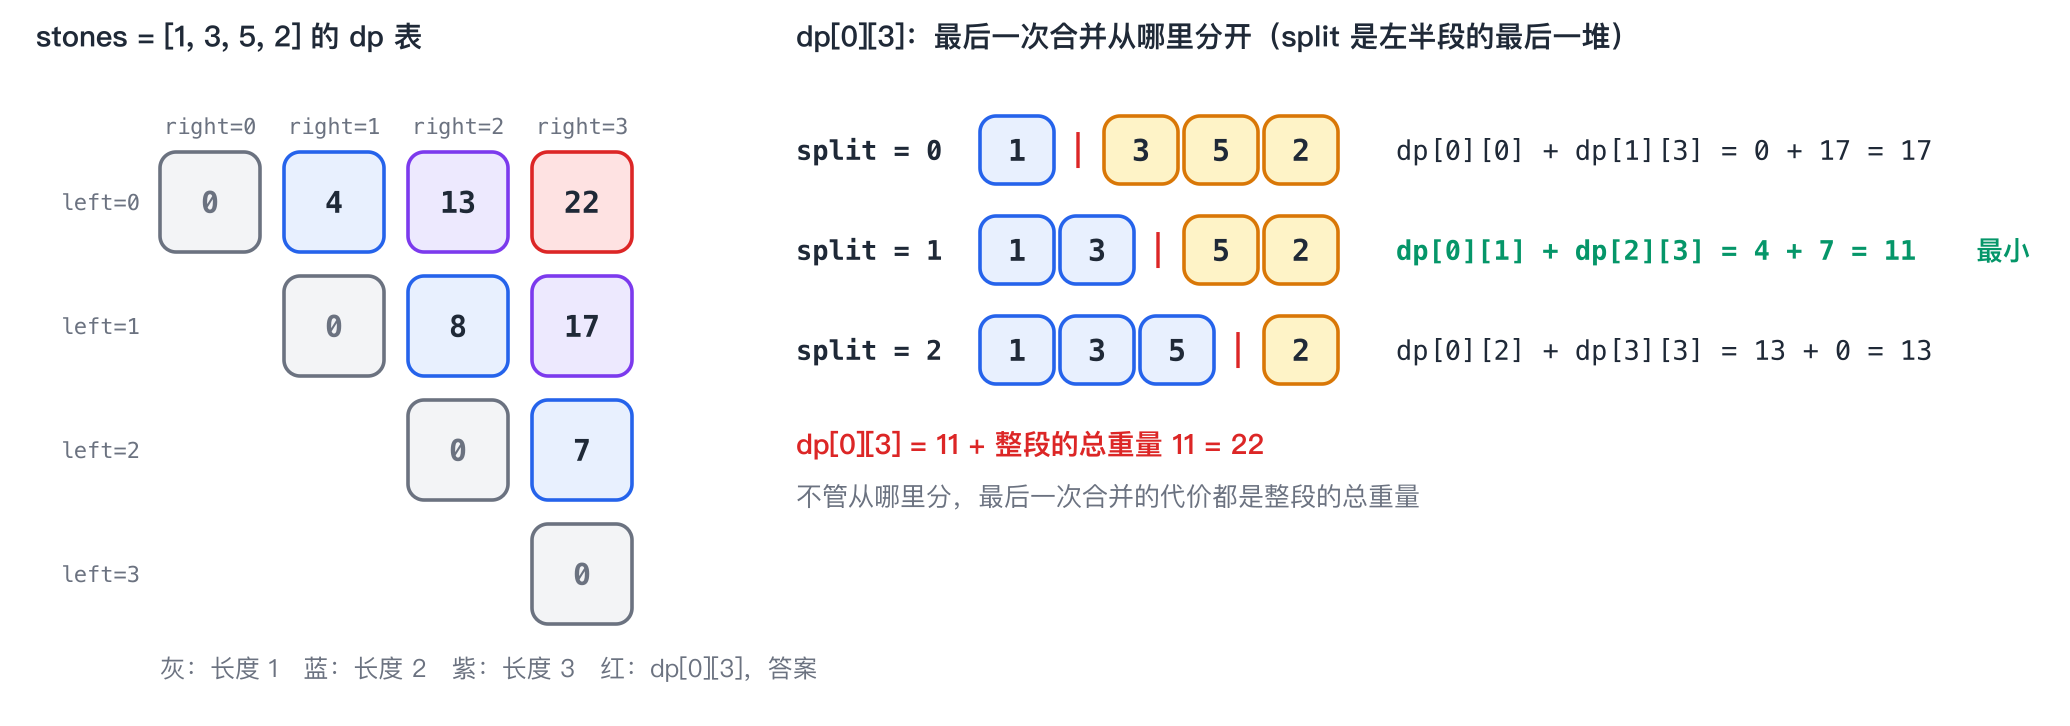 stones = [1, 3, 5, 2] 的 dp 表
right=0 right=1 right=2 right=3
left=0 0 4 13 22
left=1 0 8 17
left=2 0 7
left=3 0
灰：长度 1 蓝：长度 2 紫：长度 3 红：dp[0][3]，答案
dp[0][3]：最后一次合并从哪里分开（split 是左半段的最后一堆）
split = 0 1 | 3 5 2 dp[0][0] + dp[1][3] = 0 + 17 = 17
split = 1 1 3 | 5 2 dp[0][1] + dp[2][3] = 4 + 7 = 11 最小
split = 2 1 3 5 | 2 dp[0][2] + dp[3][3] = 13 + 0 = 13
dp[0][3] = 11 + 整段的总重量 11 = 22
不管从哪里分，最后一次合并的代价都是整段的总重量